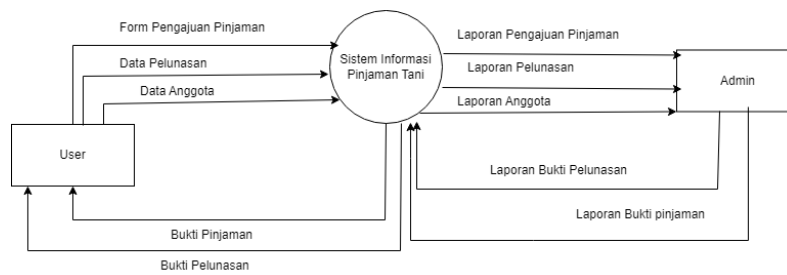 Form Pengajuan Pinjaman
Data Pelunasan
Data Anggota
Sistem Informasi
Pinjaman Tani
Laporan Pengajuan Pinjaman
Laporan Pelunasan
Laporan Anggota
Admin
User
Laporan Bukti Pelunasan
Laporan Bukti pinjaman
Bukti Pinjaman
Bukti Pelunasan